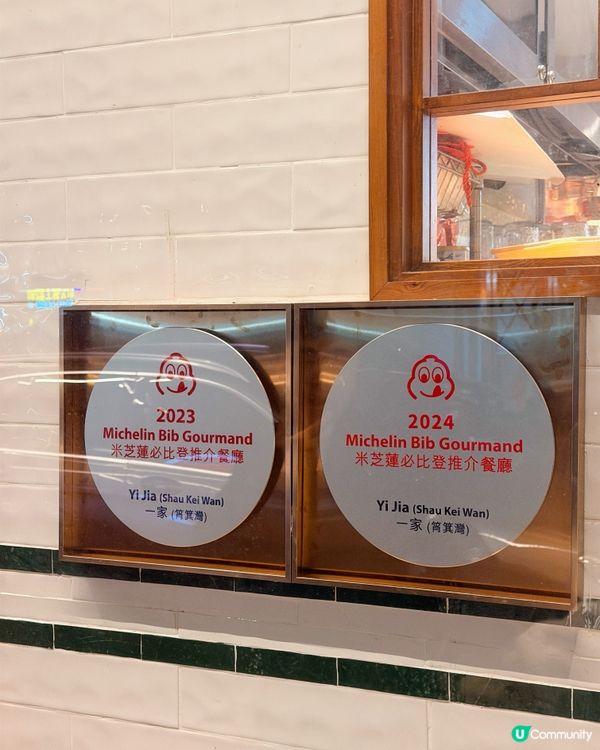 2023
Michelin Bib Gourmand
米芝蓮必比登推介餐廳
Yi Jia (Shau Kei Wan)
一家 (筲箕灣)
2024
Michelin Bib Gourmand
米芝蓮必比登推介餐廳
Yi Jia (Shau Kei Wan)
一家 (筲箕灣)
U Community